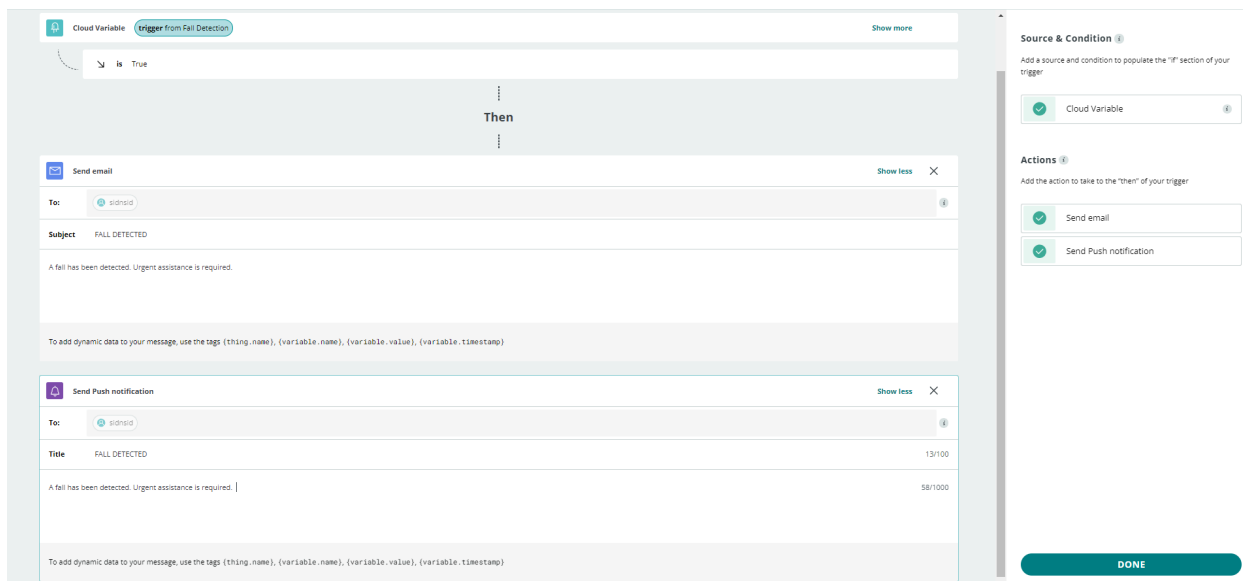 Cloud Variable trigger from Fall Detection Show more
is True
Then
Send email Show less
To: sidnsid
Subject FALL DETECTED
A fall has been detected. Urgent assistance is required.
To add dynamic data to your message, use the tags {thing.name}, {variable.name}, {variable.value}, {variable.timestamp}
Send Push notification Show less
To: sidnsid
Title FALL DETECTED 13/100
A fall has been detected. Urgent assistance is required. 58/1000
To add dynamic data to your message, use the tags {thing.name}, {variable.name}, {variable.value}, {variable.timestamp}
Source & Condition i
Add a source and condition to populate the "if" section of your
trigger
Cloud Variable i
Actions i
Add the action to take to the "then" of your trigger
Send email
Send Push notification
DONE